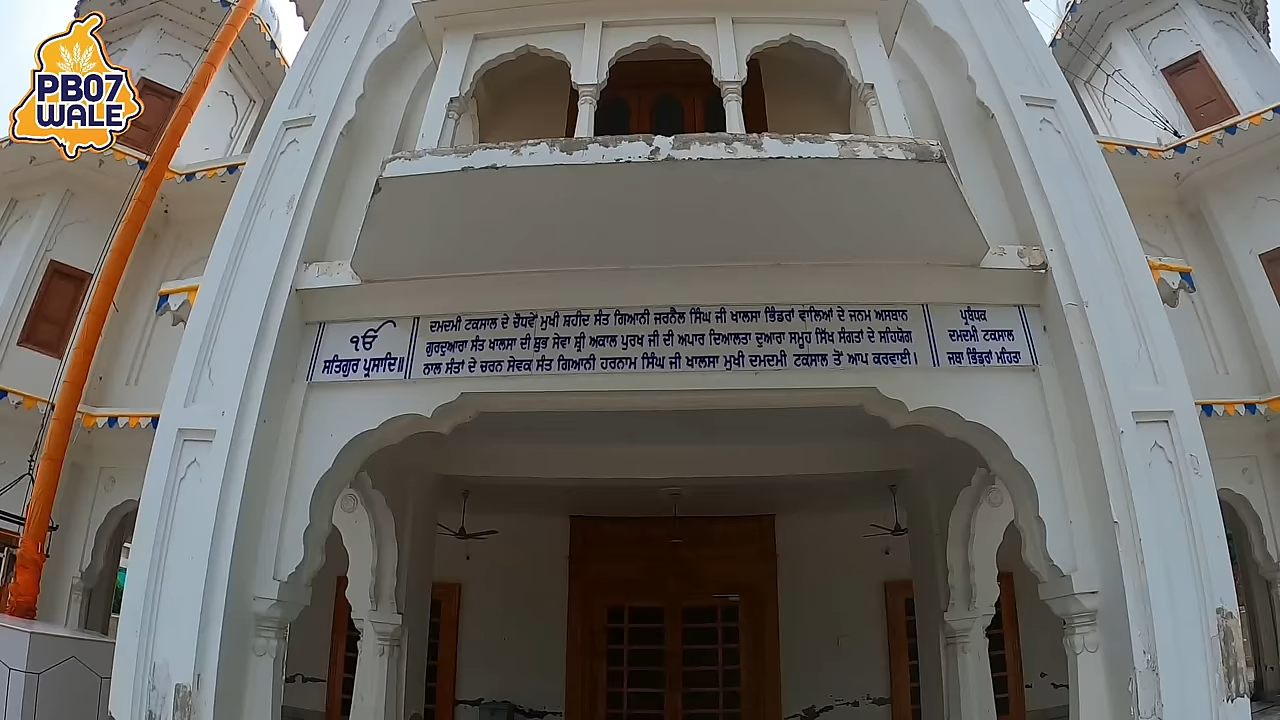 PB07
WALE
ੴ
ਸਤਿਗੁਰ ਪ੍ਰਸਾਦਿ॥
ਦਮਦਮੀ ਟਕਸਾਲ ਦੇ ਚੌਧਵੇਂ ਮੁਖੀ ਸ਼ਹੀਦ ਸੰਤ ਗਿਆਨੀ ਜਰਨੈਲ ਸਿੰਘ ਜੀ ਖਾਲਸਾ ਭਿੰਡਰਾਂ ਵਾਲਿਆਂ ਦੇ ਜਨਮ ਅਸਥਾਨ
ਗੁਰਦੁਆਰਾ ਸੰਤ ਖਾਲਸਾ ਦੀ ਸ਼ੁਭ ਸੇਵਾ ਸ਼੍ਰੀ ਅਕਾਲ ਪੁਰਖ ਜੀ ਦੀ ਅਪਾਰ ਦਿਆਲਤਾ ਦੁਆਰਾ ਸਮੂਹ ਸਿੱਖ ਸੰਗਤਾਂ ਦੇ ਸਹਿਯੋਗ
ਨਾਲ ਸੰਤਾਂ ਦੇ ਚਰਨ ਸੇਵਕ ਸੰਤ ਗਿਆਨੀ ਹਰਨਾਮ ਸਿੰਘ ਜੀ ਖਾਲਸਾ ਮੁਖੀ ਦਮਦਮੀ ਟਕਸਾਲ ਤੋਂ ਆਪ ਕਰਵਾਈ।
ਪ੍ਰਬੰਧਕ
ਦਮਦਮੀ ਟਕਸਾਲ
ਜਥਾ ਭਿੰਡਰਾਂ ਮਹਿਤਾ